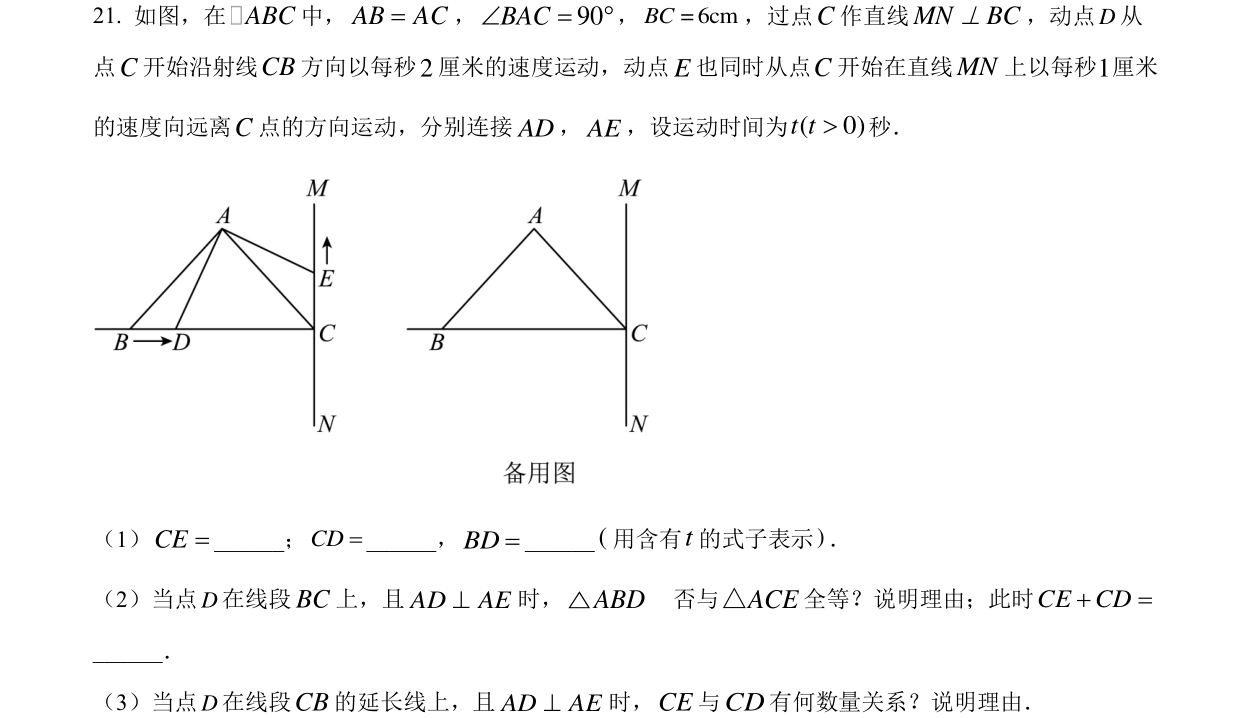 21. 如图，在□ABC中，AB = AC，∠BAC = 90°，BC = 6cm，过点C作直线MN ⊥ BC，动点D从
点C开始沿射线CB方向以每秒2厘米的速度运动，动点E也同时从点C开始在直线MN上以每秒1厘米
的速度向远离C点的方向运动，分别连接AD，AE，设运动时间为t(t > 0)秒．
M
A
E
B
D
C
N
M
A
B
C
N
备用图
（1）CE = ______；CD = ______，BD = ______(用含有t的式子表示)．
（2）当点D在线段BC上，且AD ⊥ AE时，△ABD 否与△ACE全等？说明理由；此时CE + CD =
______．
（3）当点D在线段CB的延长线上，且AD ⊥ AE时，CE与CD有何数量关系？说明理由．